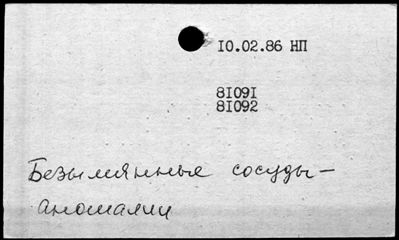 10.02.86 НП
81091
81092
Безымянные сосуды –
аномалии